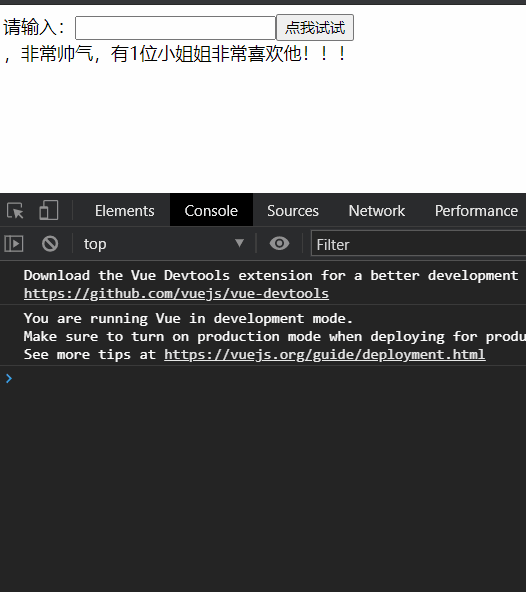 请输入：点我试试
，非常帅气，有1位小姐姐非常喜欢他！！！
Elements Console Sources Network Performance
top Filter
Download the Vue Devtools extension for a better development
https://github.com/vuejs/vue-devtools
You are running Vue in development mode.
Make sure to turn on production mode when deploying for produ
See more tips at https://vuejs.org/guide/deployment.html